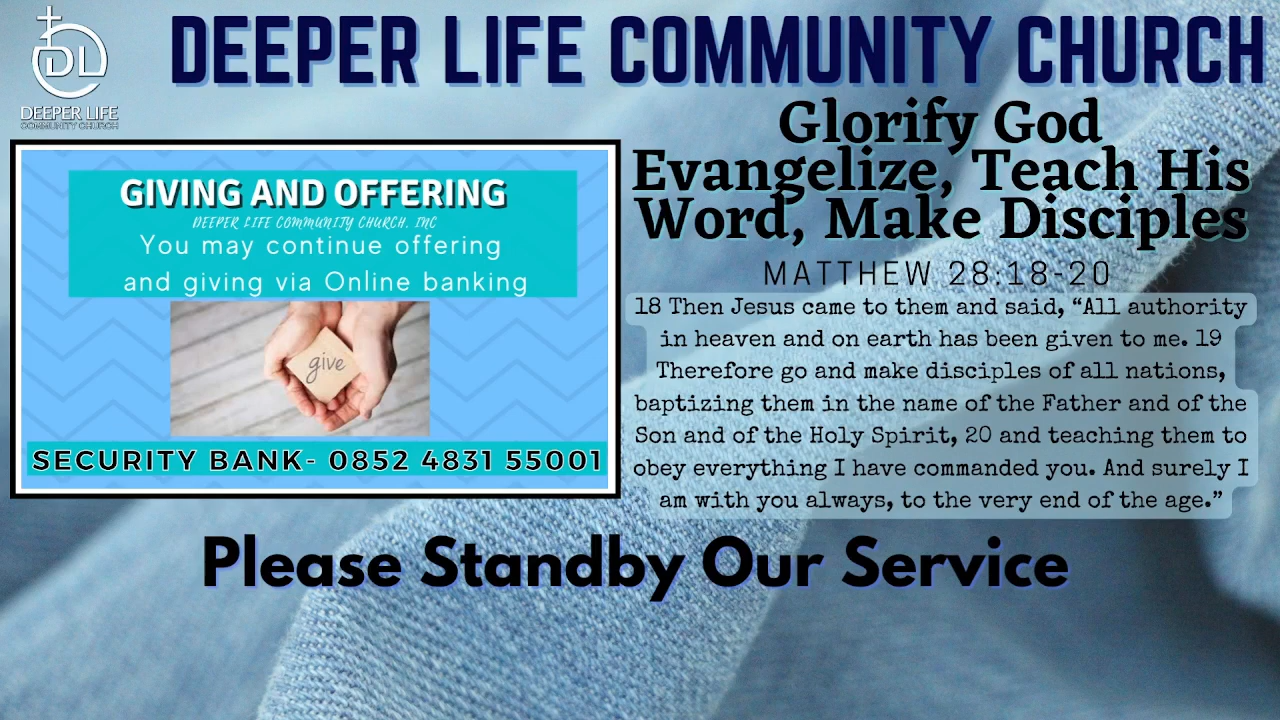 DL
DEEPER LIFE
COMMUNITY CHURCH
DEEPER LIFE COMMUNITY CHURCH
GIVING AND OFFERING
DEEPER LIFE COMMUNITY CHURCH, INC
You may continue offering
and giving via Online banking
give
SECURITY BANK- 0852 4831 55001
Glorify God
Evangelize, Teach His
Word, Make Disciples
MATTHEW 28:18-20
18 Then Jesus came to them and said, “All authority
in heaven and on earth has been given to me. 19
Therefore go and make disciples of all nations,
baptizing them in the name of the Father and of the
Son and of the Holy Spirit, 20 and teaching them to
obey everything I have commanded you. And surely I
am with you always, to the very end of the age.”
Please Standby Our Service